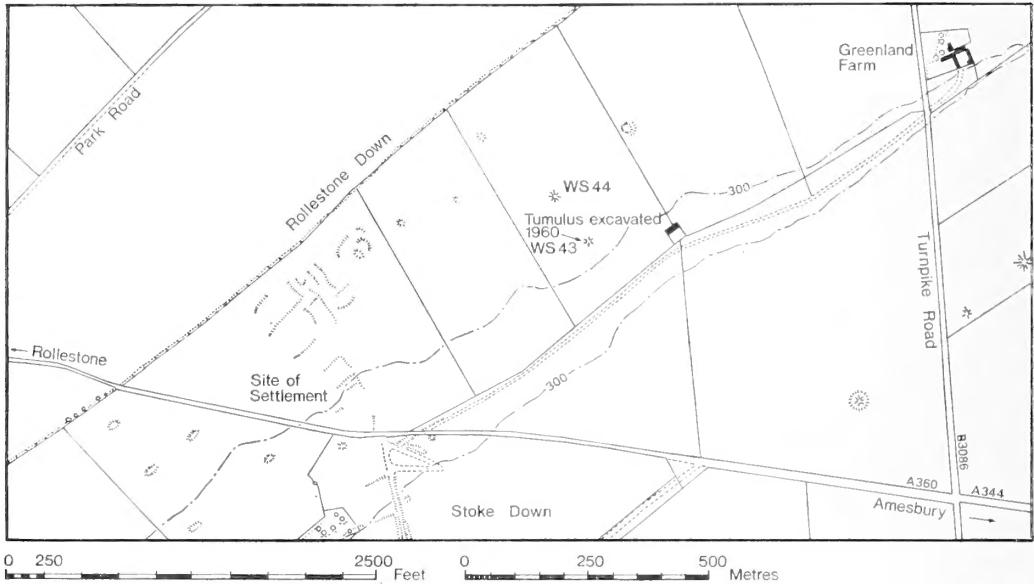 Greenland
Farm
Park Road
Rollestone Down
300
WS 44
Tumulus excavated
1960
WS 43
Turnpike Road
Rollestone
Site of
Settlement
300
B3086
A360
A344
Stoke Down
Amesbury
0 250 2500 Feet
0 250 500 Metres